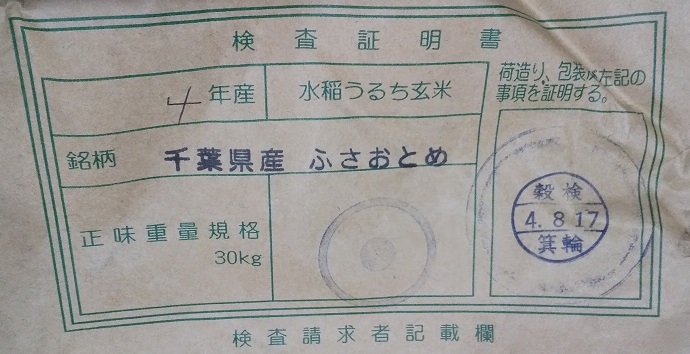 検査証明書
4年産
水稲うるち玄米
荷造り、包装は左記の
事項を証明する。
銘柄 千葉県産 ふさおとめ
正味重量規格
30kg
穀検
4.8.17
箕輪
検査請求者記載欄